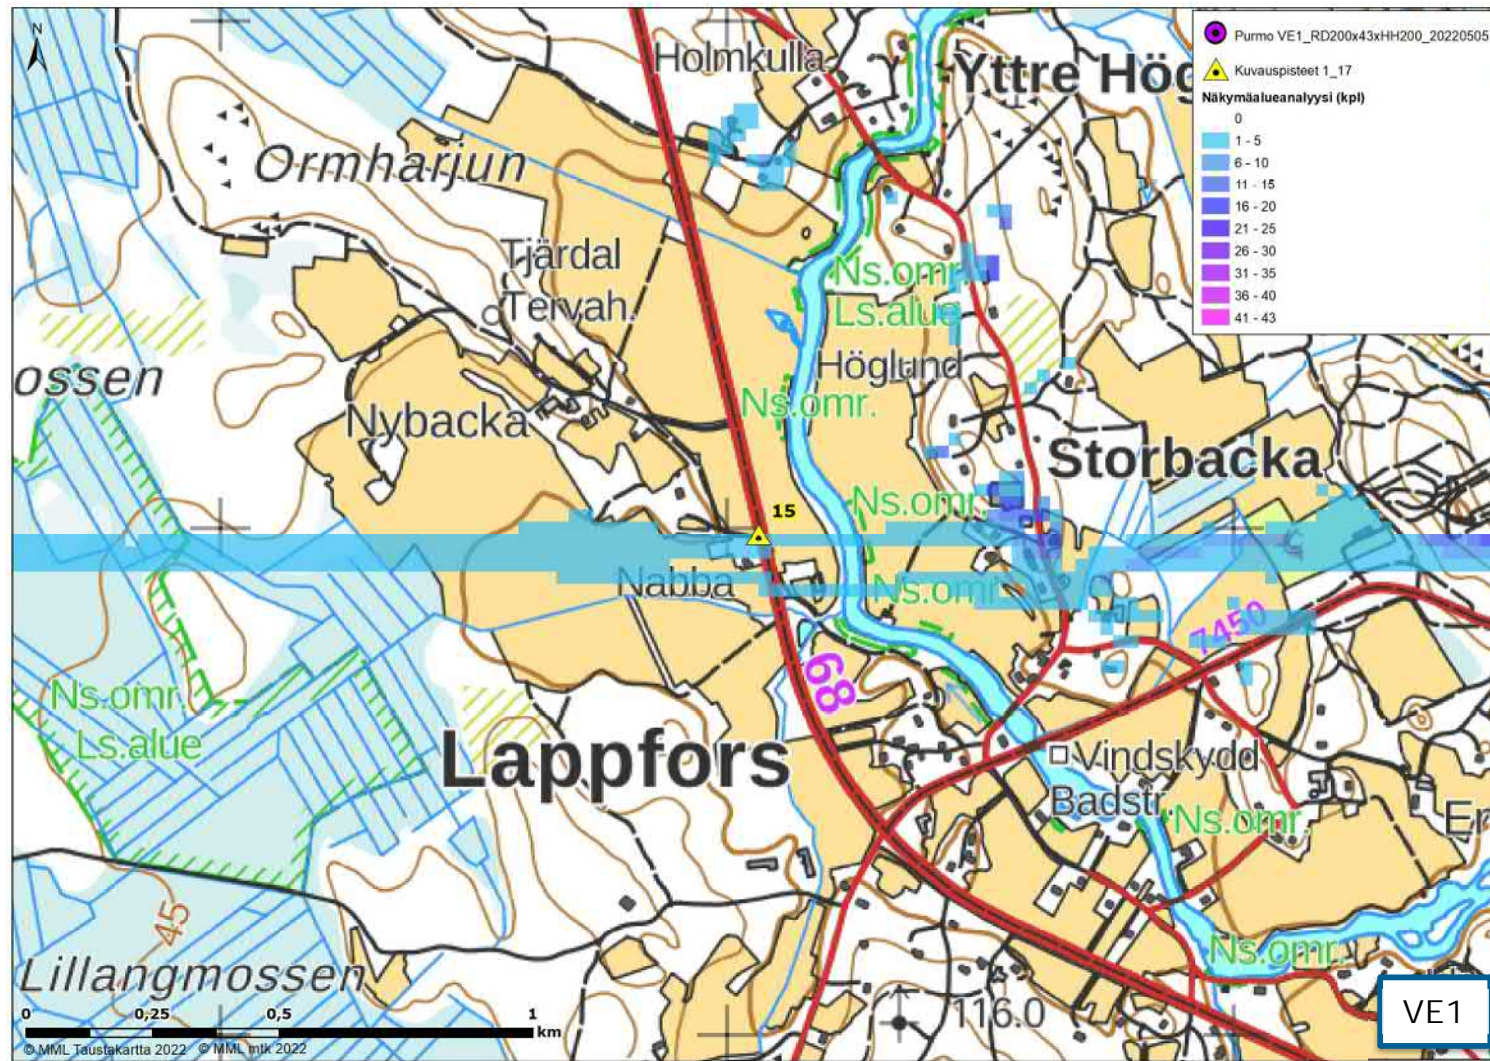 N
Holmkulla
Yttre Hög
Purmo VE1_RD200x43xHH200_20220505
Kuvauspisteet 1_17
Näkymäalueanalyysi (kpl)
0
1 - 5
6 - 10
11 - 15
16 - 20
21 - 25
26 - 30
31 - 35
36 - 40
41 - 43
Ormharjun
Tjärdal
Tervah.
Ns.omr.
Ls.alue
Höglund
ossen
Nybacka
Ns.omr.
Storbacka
Ns.omr.
15
Nabba
Ns.omr.
7450
68
Ns.omr.
Ls.alue
Lappfors
Vindskydd
Badstr.
Ns.omr.
Er
45
Lillangmossen
Ns.omr.
116.0
VE1
0 0,25 0,5 1
km
© MML Taustakartta 2022 © MML mtk 2022